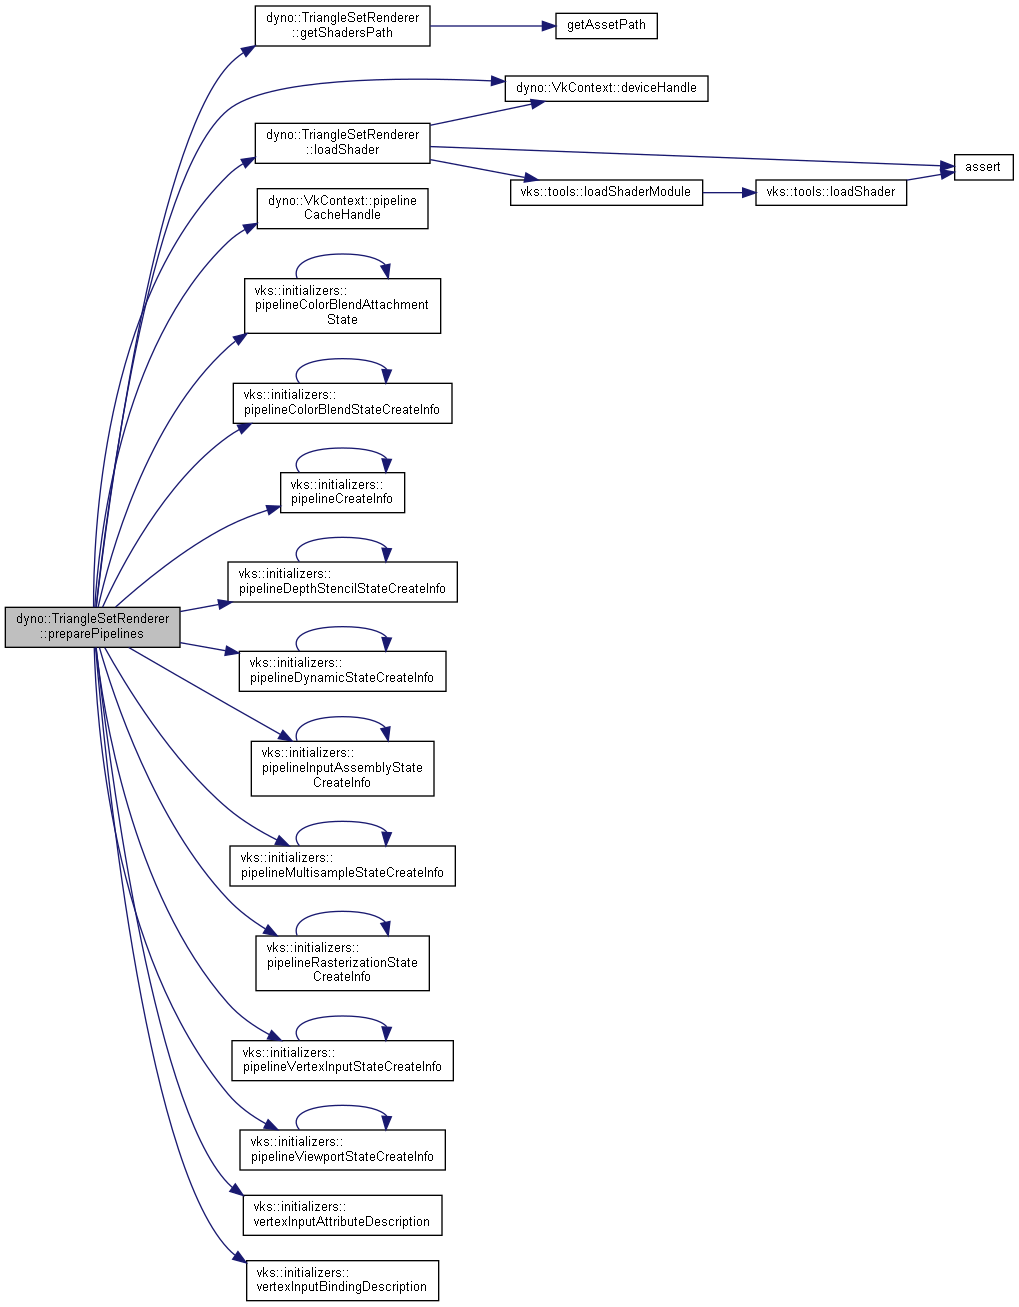 dyno::TriangleSetRenderer
::getShadersPath
getAssetPath
dyno::VkContext::deviceHandle
dyno::TriangleSetRenderer
::loadShader
assert
vks::tools::loadShaderModule
vks::tools::loadShader
dyno::VkContext::pipeline
CacheHandle
vks::initializers::
pipelineColorBlendAttachment
State
vks::initializers::
pipelineColorBlendStateCreateInfo
vks::initializers::
pipelineCreateInfo
vks::initializers::
pipelineDepthStencilStateCreateInfo
dyno::TriangleSetRenderer
::preparePipelines
vks::initializers::
pipelineDynamicStateCreateInfo
vks::initializers::
pipelineInputAssemblyState
CreateInfo
vks::initializers::
pipelineMultisampleStateCreateInfo
vks::initializers::
pipelineRasterizationState
CreateInfo
vks::initializers::
pipelineVertexInputStateCreateInfo
vks::initializers::
pipelineViewportStateCreateInfo
vks::initializers::
vertexInputAttributeDescription
vks::initializers::
vertexInputBindingDescription